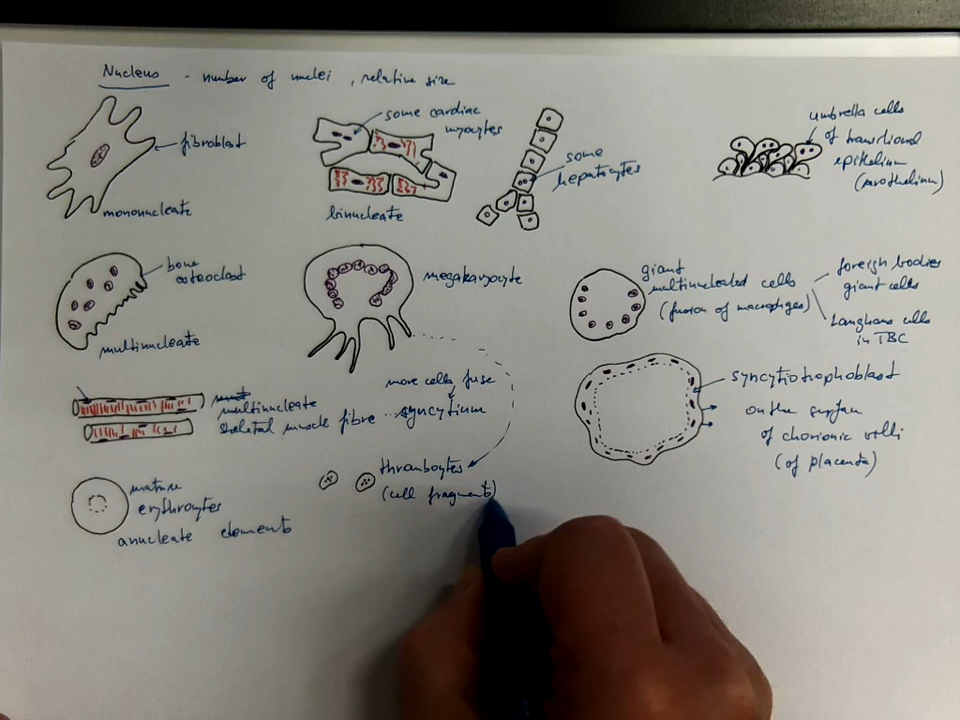 Nucleus - number of nuclei, relative size
fibroblast
mononucleate
some cardiac
myocytes
binucleate
some
hepatocytes
umbrella cells
of transitional
epithelium
(urothelium)
bone
osteoclast
multinucleate
megakaryocyte
giant
multinucleated cells
(fusion of macrophages)
foreign bodies
giant cells
Langhans cells
in TBC
multinucleate
skeletal muscle fibre
more cells fuse
syncytium
syncytiotrophoblast
on the surface
of chorionic villi
(of placenta)
mature
erythrocytes
anucleate elements
thrombocytes
(cell fragments)